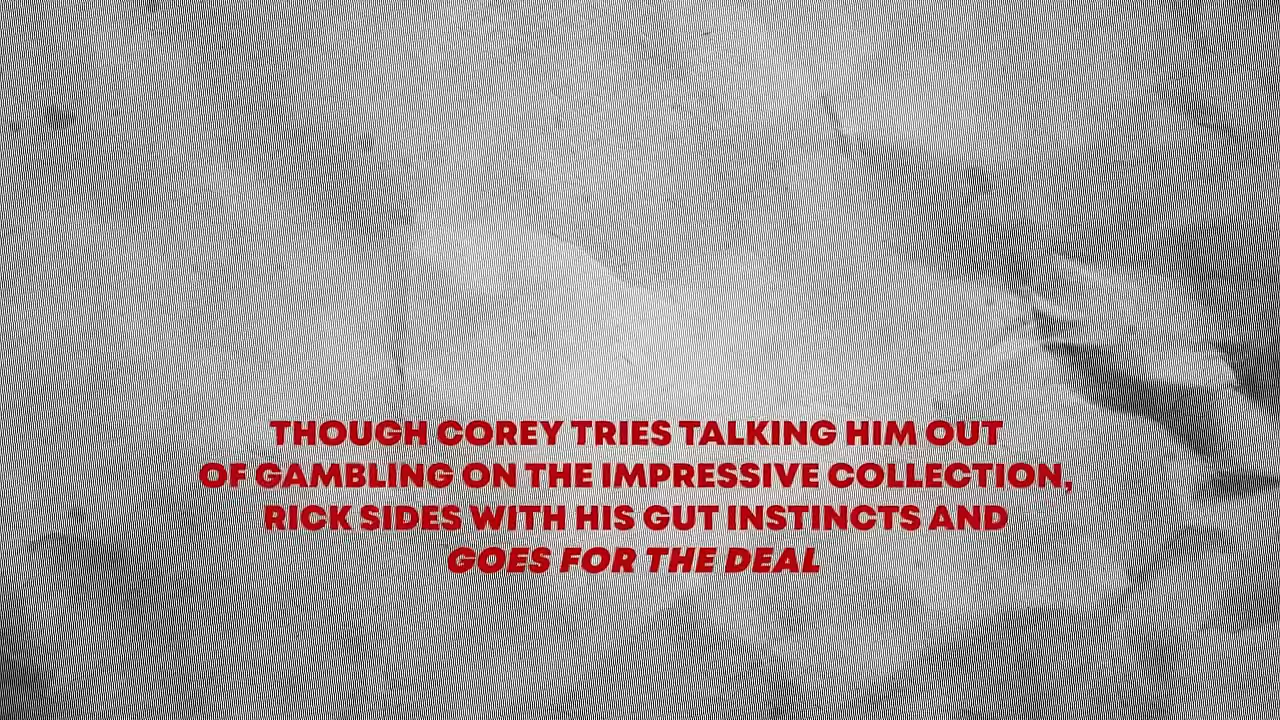 THOUGH COREY TRIES TALKING HIM OUT
OF GAMBLING ON THE IMPRESSIVE COLLECTION,
RICK SIDES WITH HIS GUT INSTINCTS AND
GOES FOR THE DEAL